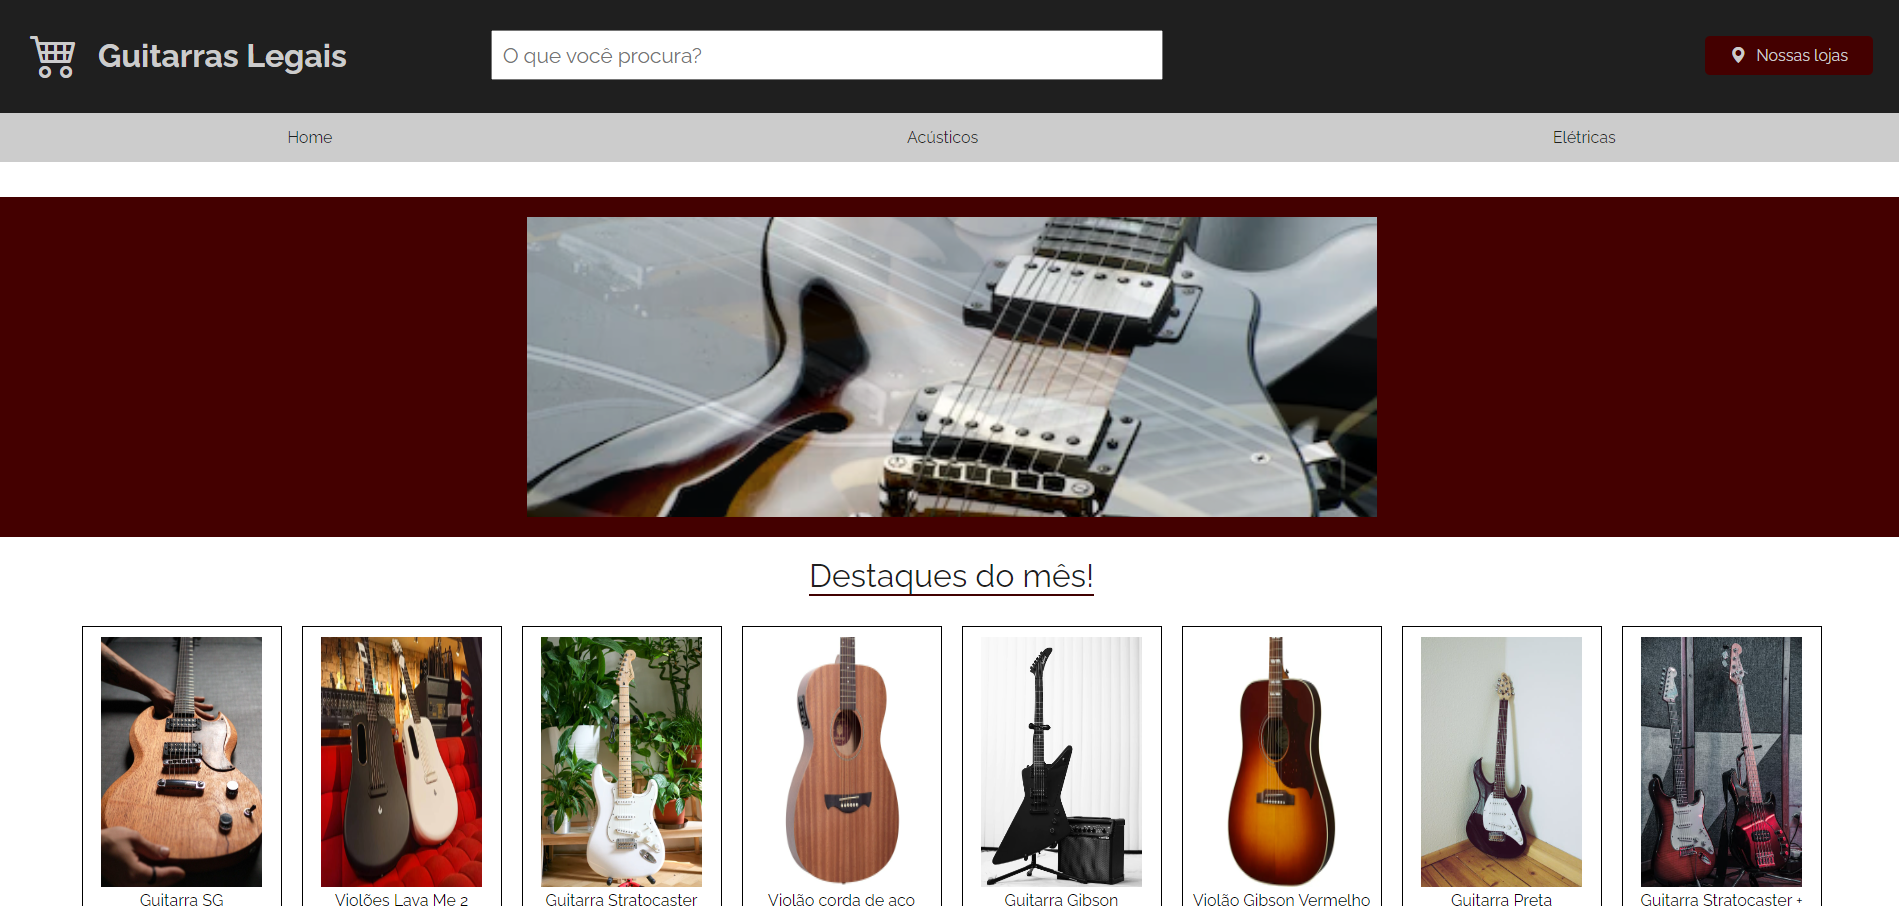 Guitarras Legais
O que você procura?
Nossas lojas
Home
Acústicos
Elétricas
Destaques do mês!
Guitarra SG
Violões Lava Me 2
Guitarra Stratocaster
Violão corda de aço
Guitarra Gibson
Violão Gibson Vermelho
Guitarra Preta
Guitarra Stratocaster +